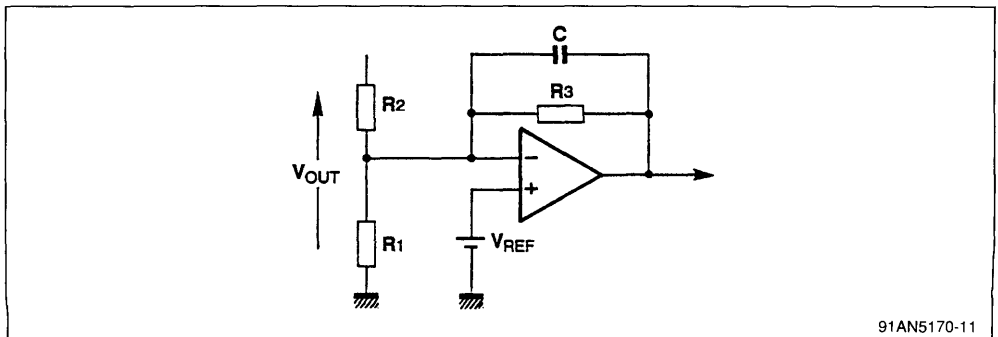 C
R3
R2
−
VOUT
+
R1
VREF
91AN5170-11